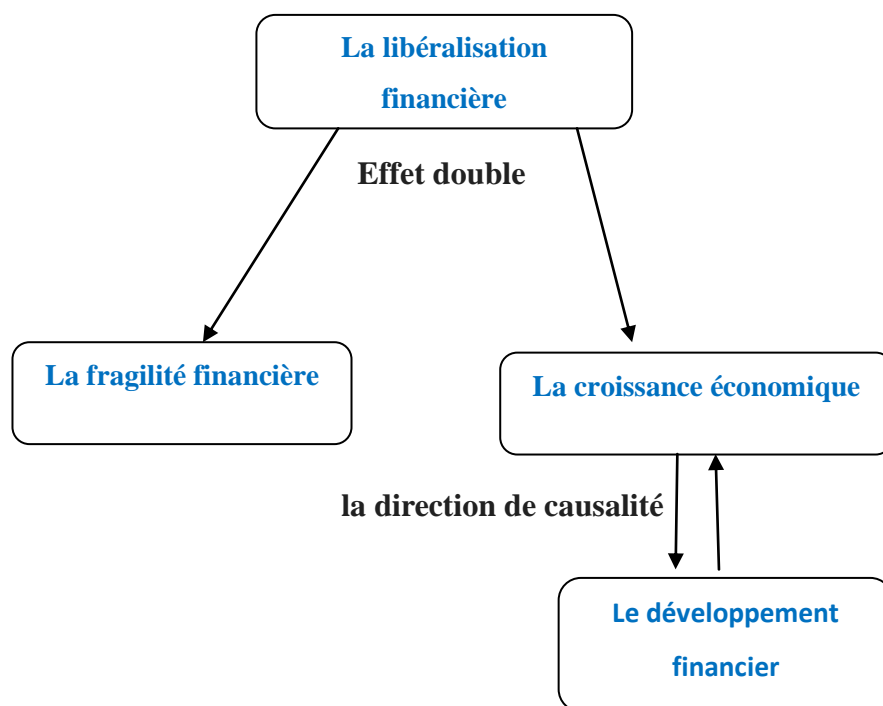 La libéralisation
financière
Effet double
La fragilité financière
La croissance économique
la direction de causalité
Le développement
financier